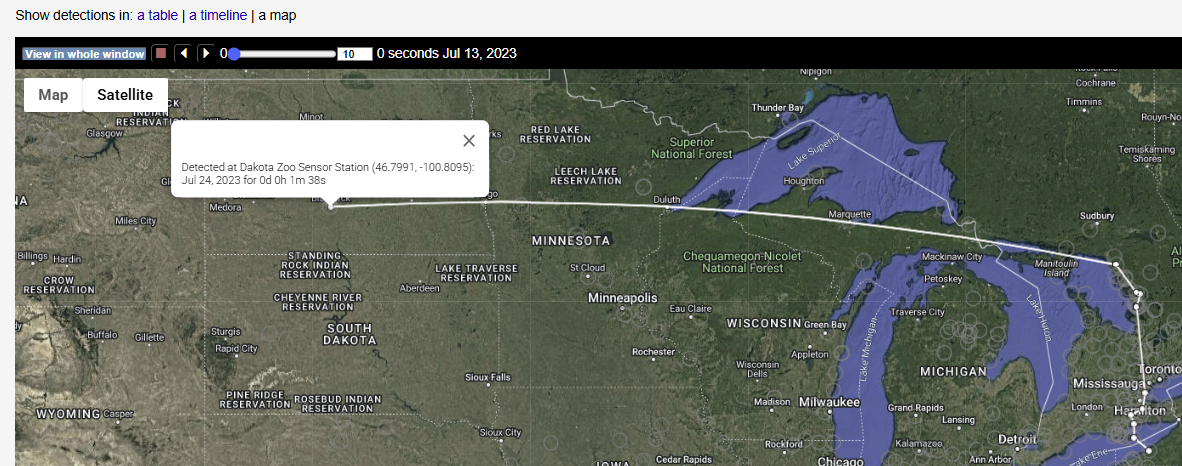 Show detections in: a table | a timeline | a map
View in whole window 0 10 0 seconds Jul 13, 2023
Map Satellite
Nipigon
Cochrane
Timmins
Thunder Bay
INDIAN
RESERVATI
Minot
Glasgow
RED LAKE
RESERVATION
Superior
National Forest
Lake Superior
Temiskaming
Shores
Detected at Dakota Zoo Sensor Station (46.7991, -100.8095):
Jul 24, 2023 for 0d 0h 1m 38s
LEECH LAKE
RESERVATION
Houghton
Medora
Duluth
Marquette
Sudbury
Miles City
MINNESOTA
Billings Hardin
STANDING
ROCK INDIAN
RESERVATION
LAKE TRAVERSE
RESERVATION
St Cloud
Chequamegon-Nicolet
National Forest
Mackinaw City
Manitoulin
Island
Petoskey
CROW
RESERVATION
Aberdeen
CHEYENNE RIVER
RESERVATION
Minneapolis
Eau Claire
Sheridan
Traverse City
Lake Huron
Buffalo
Gillette
Sturgis
SOUTH
DAKOTA
WISCONSIN
Green Bay
Lake Michigan
Rapid City
Rochester
Appleton
Wisconsin
Dells
MICHIGAN
Toronto
Sioux Falls
Mississauga
PINE RIDGE
RESERVATION
ROSEBUD INDIAN
RESERVATION
Madison
Milwaukee
Grand Rapids
London
Hamilton
WYOMING
Casper
Lansing
Sioux City
Rockford
Kalamazoo
Detroit
IOWA
Cedar Rapids
Chicago
Ann Arbor
Lake Erie